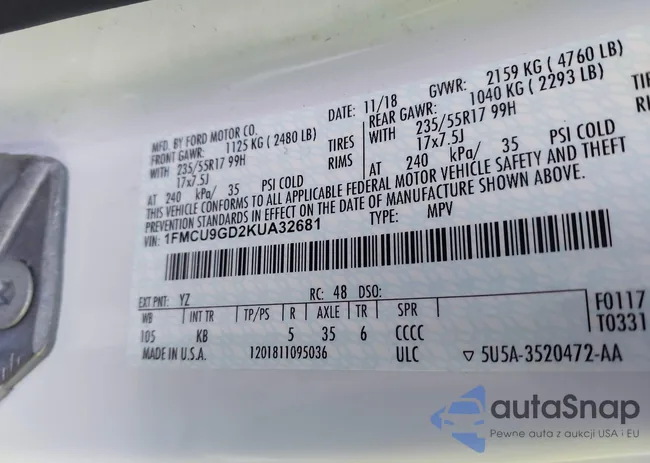 MFD. BY FORD MOTOR CO. DATE: 11/18 GVWR: 2159 KG ( 4760 LB)
FRONT GAWR: 1125 KG ( 2480 LB) REAR GAWR: 1040 KG ( 2293 LB)
WITH 235/55R17 99H TIRES WITH 235/55R17 99H TIRE
17x7.5J RIMS 17x7.5J
AT 240 kPa/ 35 PSI COLD AT 240 kPa/ 35 PSI COLD
THIS VEHICLE CONFORMS TO ALL APPLICABLE FEDERAL MOTOR VEHICLE SAFETY AND THEFT
PREVENTION STANDARDS IN EFFECT ON THE DATE OF MANUFACTURE SHOWN ABOVE.
VIN: 1FMCU9GD2KUA32681 TYPE: MPV
EXT PNT: YZ RC: 48 DSO: F0117
WB INT TR TP/PS R AXLE TR SPR T0331
105 KB 5 35 6 CCCC
MADE IN U.S.A. 1201811095036 ULC ▽ 5U5A-3520472-AA
autaSnap
Pewne auta z aukcji USA i EU